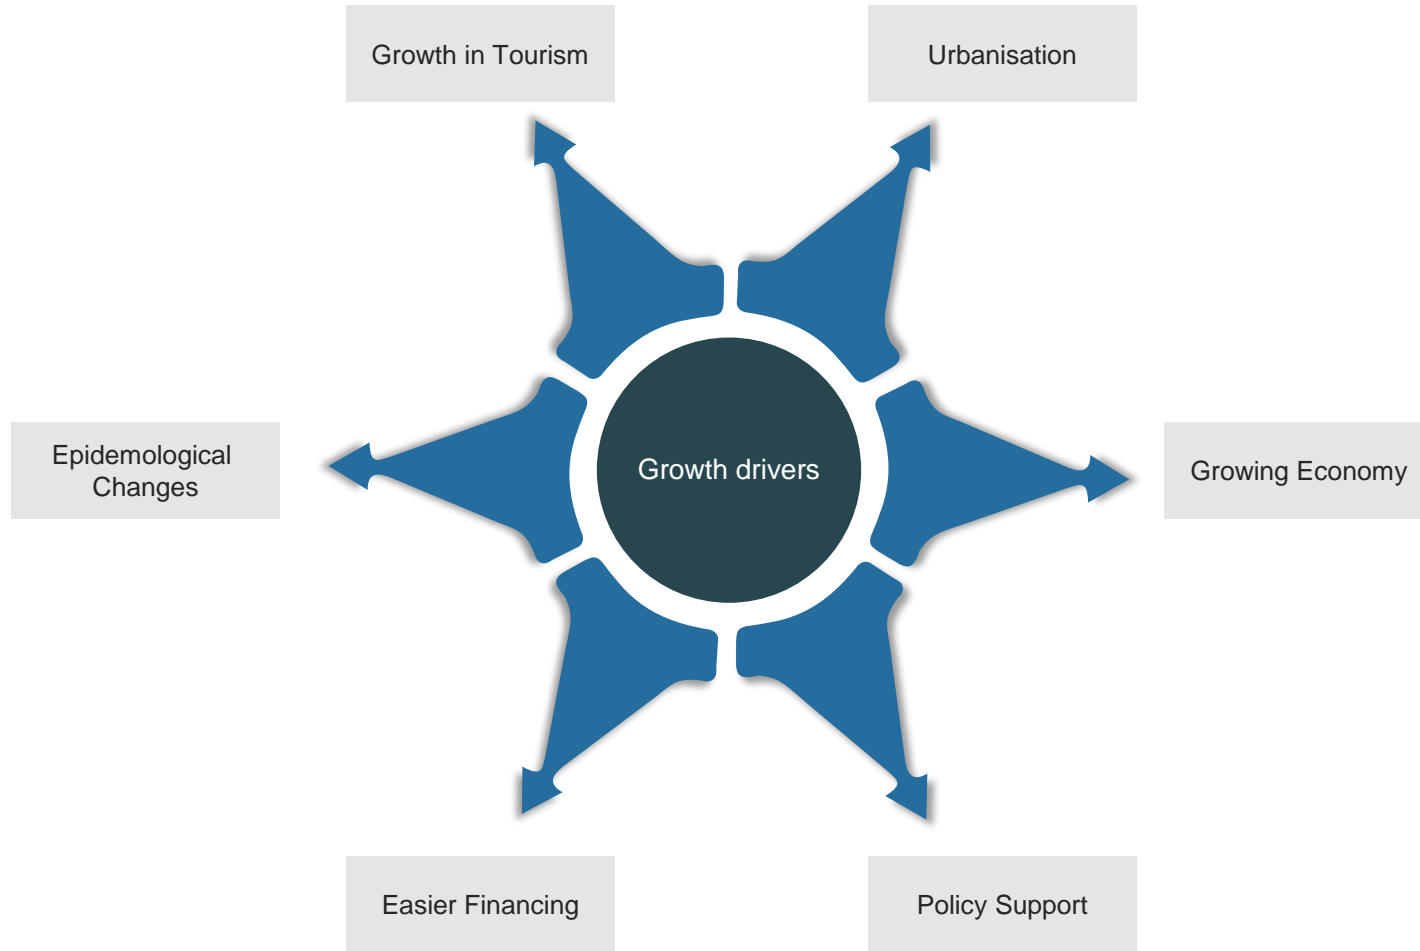 Growth in Tourism
Urbanisation
Epidemological
Changes
Growth drivers
Growing Economy
Easier Financing
Policy Support